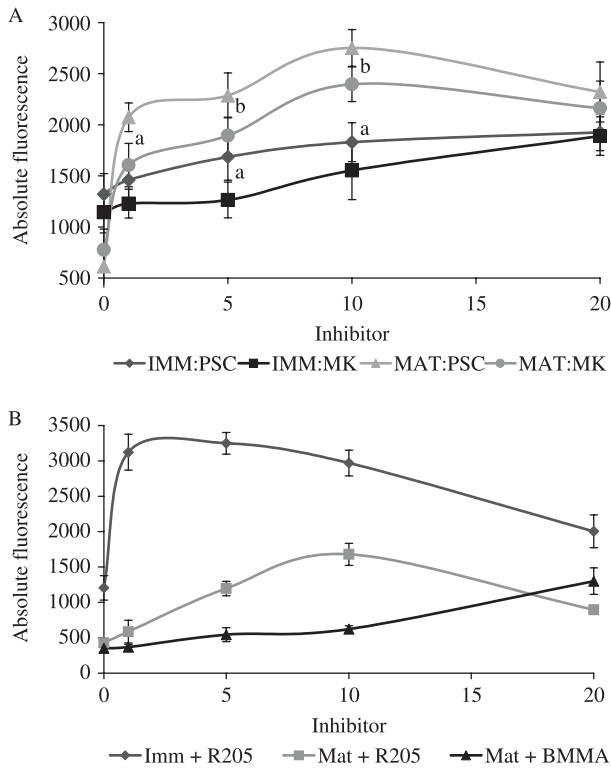 A
3000
2500
2000
1500
1000
500
Absolute fluorescence
a
b
a
b
a
0 5 10 15 20
Inhibitor
IMM:PSC IMM:MK MAT:PSC MAT:MK
B
3500
3000
2500
2000
1500
1000
500
0
Absolute fluorescence
0 5 10 15 20
Inhibitor
Imm + R205 Mat + R205 Mat + BMMA